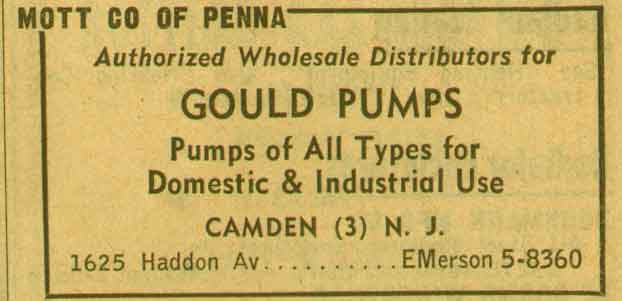 MOTT CO OF PENNA
Authorized Wholesale Distributors for
GOULD PUMPS
Pumps of All Types for
Domestic & Industrial Use
CAMDEN (3) N. J.
1625 Haddon Av..........EMerson 5-8360